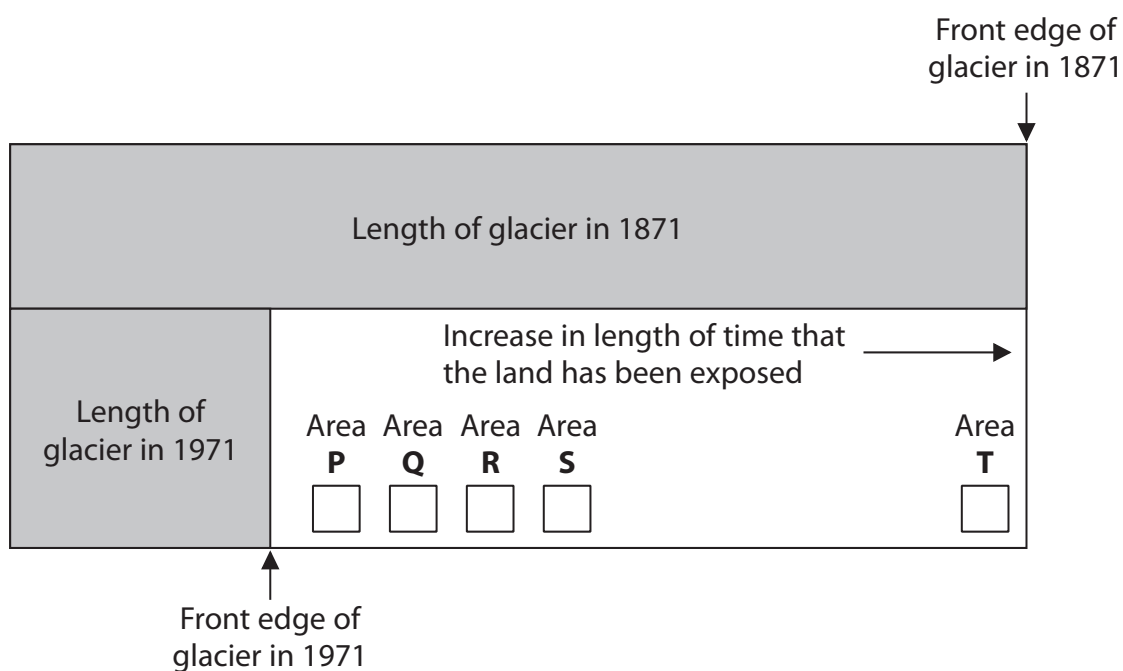 Front edge of
glacier in 1871
Length of glacier in 1871
Increase in length of time that
the land has been exposed
Length of
glacier in 1971
Area Area Area Area Area
P Q R S T
Front edge of
glacier in 1971